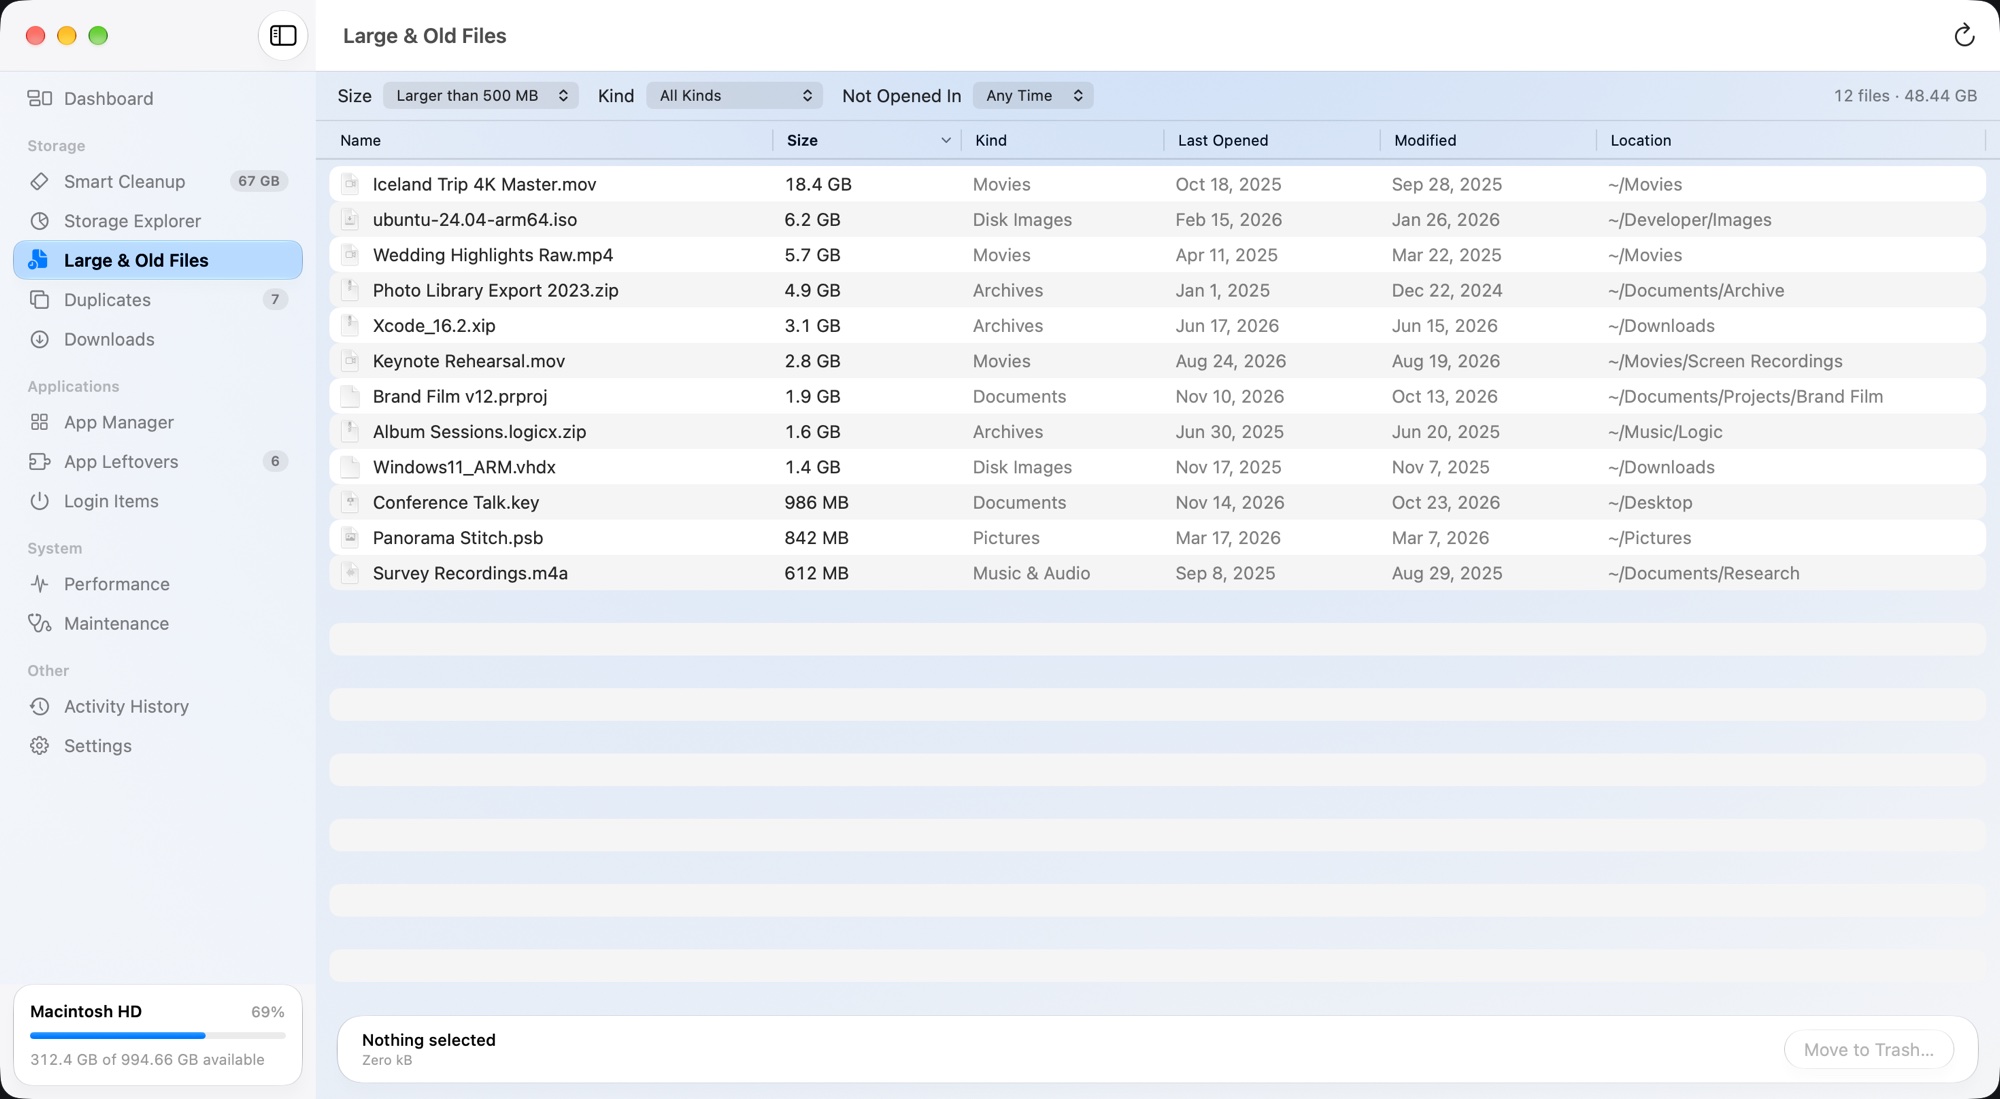 Large & Old Files
Dashboard
Storage
Smart Cleanup 67 GB
Storage Explorer
Large & Old Files
Duplicates 7
Downloads
Applications
App Manager
App Leftovers 6
Login Items
System
Performance
Maintenance
Other
Activity History
Settings
Macintosh HD 69%
312.4 GB of 994.66 GB available
Size Larger than 500 MB Kind All Kinds Not Opened In Any Time 12 files · 48.44 GB
Name Size Kind Last Opened Modified Location
Iceland Trip 4K Master.mov 18.4 GB Movies Oct 18, 2025 Sep 28, 2025 ~/Movies
ubuntu-24.04-arm64.iso 6.2 GB Disk Images Feb 15, 2026 Jan 26, 2026 ~/Developer/Images
Wedding Highlights Raw.mp4 5.7 GB Movies Apr 11, 2025 Mar 22, 2025 ~/Movies
Photo Library Export 2023.zip 4.9 GB Archives Jan 1, 2025 Dec 22, 2024 ~/Documents/Archive
Xcode_16.2.xip 3.1 GB Archives Jun 17, 2026 Jun 15, 2026 ~/Downloads
Keynote Rehearsal.mov 2.8 GB Movies Aug 24, 2026 Aug 19, 2026 ~/Movies/Screen Recordings
Brand Film v12.prproj 1.9 GB Documents Nov 10, 2026 Oct 13, 2026 ~/Documents/Projects/Brand Film
Album Sessions.logicx.zip 1.6 GB Archives Jun 30, 2025 Jun 20, 2025 ~/Music/Logic
Windows11_ARM.vhdx 1.4 GB Disk Images Nov 17, 2025 Nov 7, 2025 ~/Downloads
Conference Talk.key 986 MB Documents Nov 14, 2026 Oct 23, 2026 ~/Desktop
Panorama Stitch.psb 842 MB Pictures Mar 17, 2026 Mar 7, 2026 ~/Pictures
Survey Recordings.m4a 612 MB Music & Audio Sep 8, 2025 Aug 29, 2025 ~/Documents/Research
Nothing selected
Zero kB
Move to Trash...